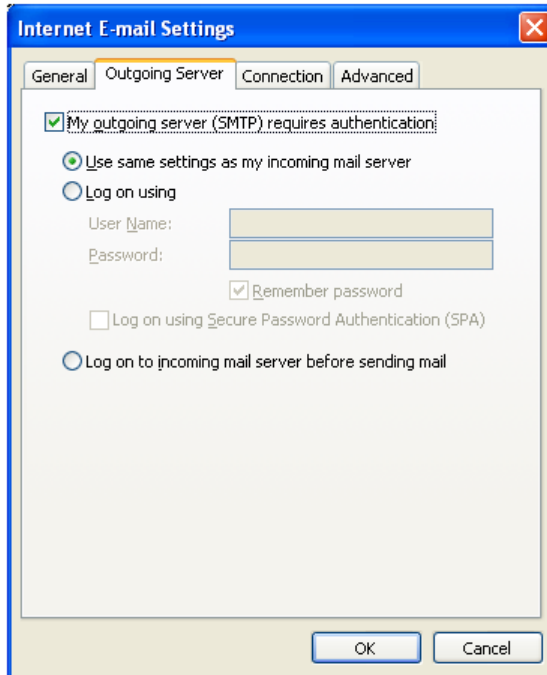 Internet E-mail Settings
General Outgoing Server Connection Advanced
My outgoing server (SMTP) requires authentication
Use same settings as my incoming mail server
Log on using
User Name:
Password:
Remember password
Log on using Secure Password Authentication (SPA)
Log on to incoming mail server before sending mail
OK Cancel